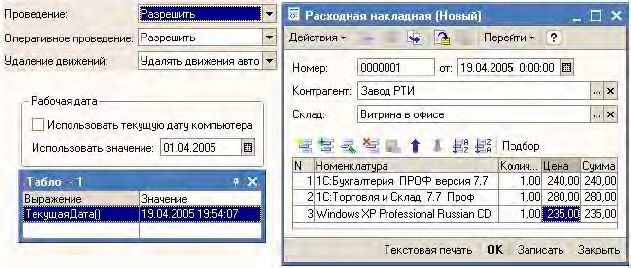 Проведение: Разрешить
Оперативное проведение: Разрешить
Удаление движений: Удалять движения авто
Рабочая дата
Использовать текущую дату компьютера
Использовать значение: 01.04.2005
Табло - 1
Выражение Значение
ТекущаяДата() 19.04.2005 19:54:07
Расходная накладная (Новый)
Действия Перейти ?
Номер: 0000001 от: 19.04.2005 0:00:00
Контрагент: Завод РТИ ... ×
Склад: Витрина в офисе ... ×
Подбор
N Номенклатура Колич... Цена Сумма
1 1С:Бухгалтерия ПРОФ версия 7.7 1,00 240,00 240,00
2 1С:Торговля и Склад 7.7 Проф 1,00 280,00 280,00
3 Windows XP Professional Russian CD 1,00 235,00 235,00
Текстовая печать OK Записать Закрыть